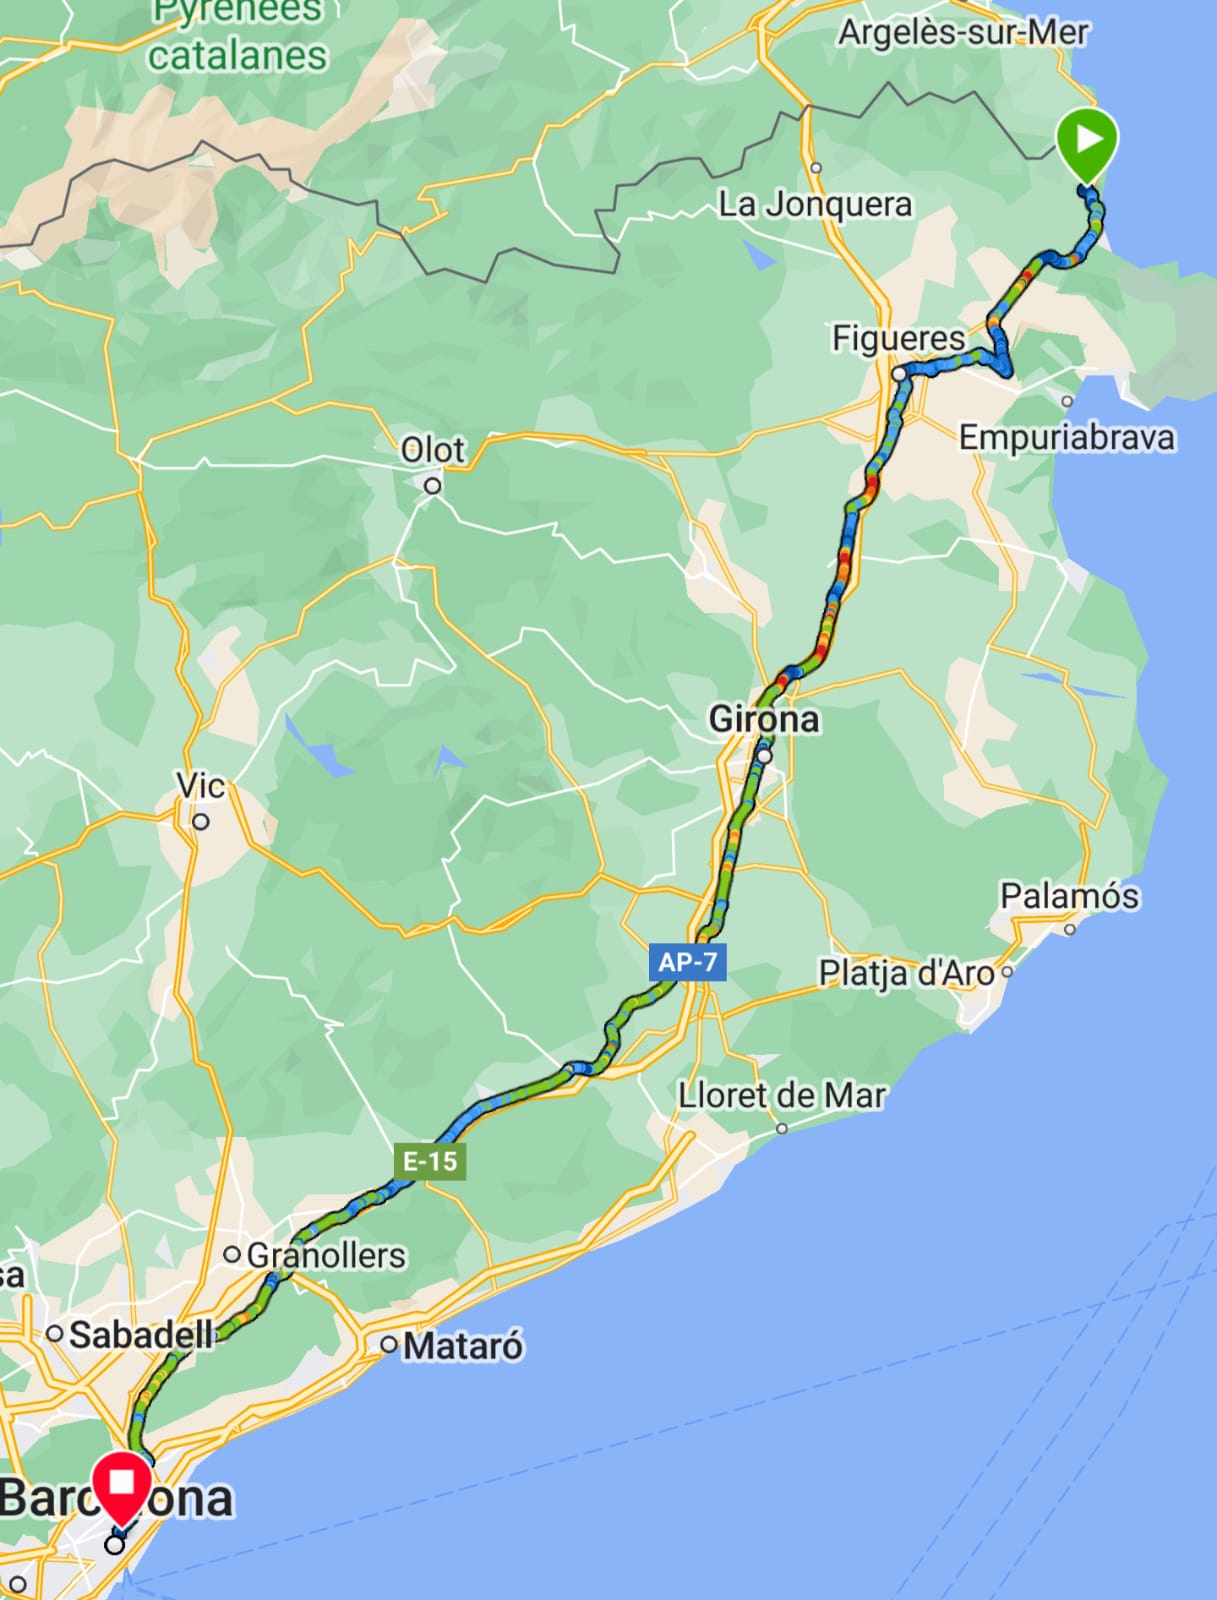 Pyrénées
catalanes
Argelès-sur-Mer
La Jonquera
Figueres
Empuriabrava
Olot
Girona
Vic
Palamós
AP-7
Platja d'Aro
Lloret de Mar
E-15
Granollers
sa
Sabadell
Mataró
Barc ona